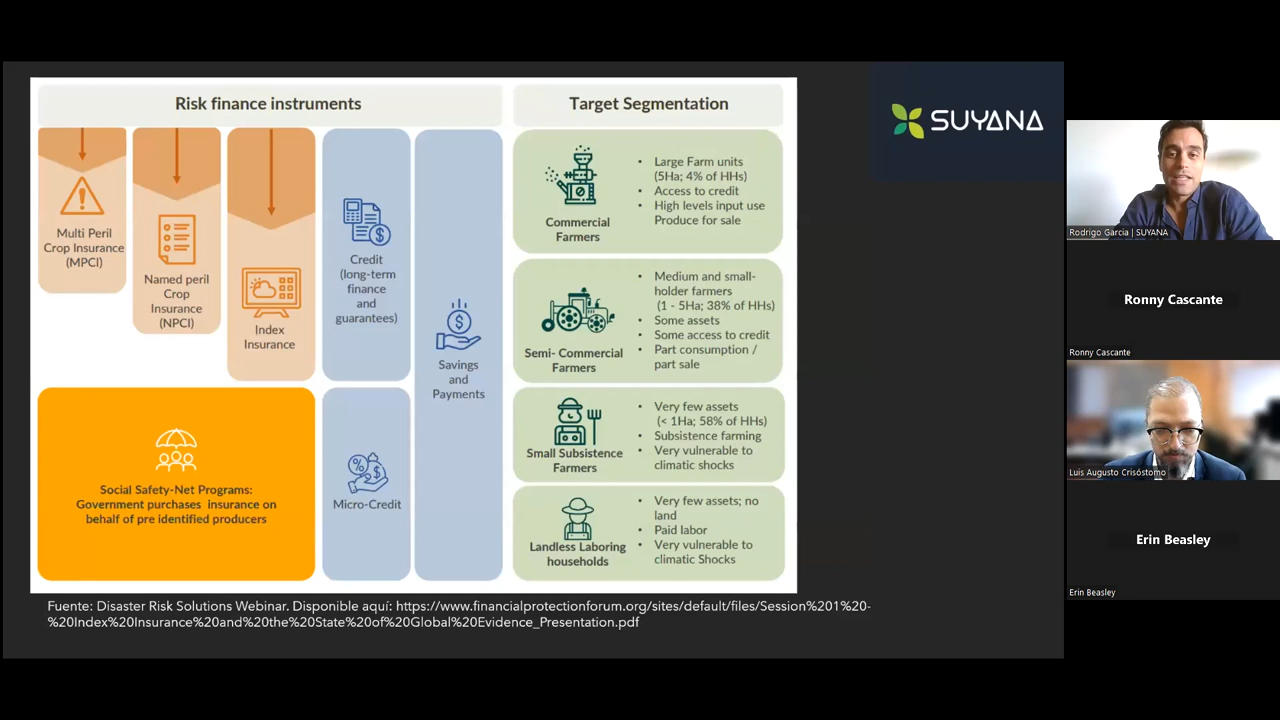 Risk finance instruments
Target Segmentation
SUYANA
Multi Peril
Crop Insurance
(MPCI)
Named peril
Crop
Insurance
(NPCI)
Index
Insurance
Credit
(long-term
finance
and
guarantees)
Savings
and
Payments
Social Safety-Net Programs:
Government purchases insurance on
behalf of pre identified producers
Micro-Credit
Commercial
Farmers
• Large Farm units
(5Ha; 4% of HHs)
• Access to credit
• High levels input use
Produce for sale
Semi- Commercial
Farmers
• Medium and small-
holder farmers
(1 - 5Ha; 38% of HHs)
• Some assets
• Some access to credit
• Part consumption /
part sale
Small Subsistence
Farmers
• Very few assets
(< 1Ha; 58% of HHs)
• Subsistence farming
• Very vulnerable to
climatic shocks
Landless Laboring
households
• Very few assets; no
land
• Paid labor
• Very vulnerable to
climatic Shocks
Fuente: Disaster Risk Solutions Webinar. Disponible aquí: https://www.financialprotectionforum.org/sites/default/files/Session%201%20-
%20Index%20Insurance%20and%20the%20State%20of%20Global%20Evidence_Presentation.pdf
Rodrigo Garcia | SUYANA
Ronny Cascante
Ronny Cascante
Luis Augusto Crisóstomo
Erin Beasley
Erin Beasley